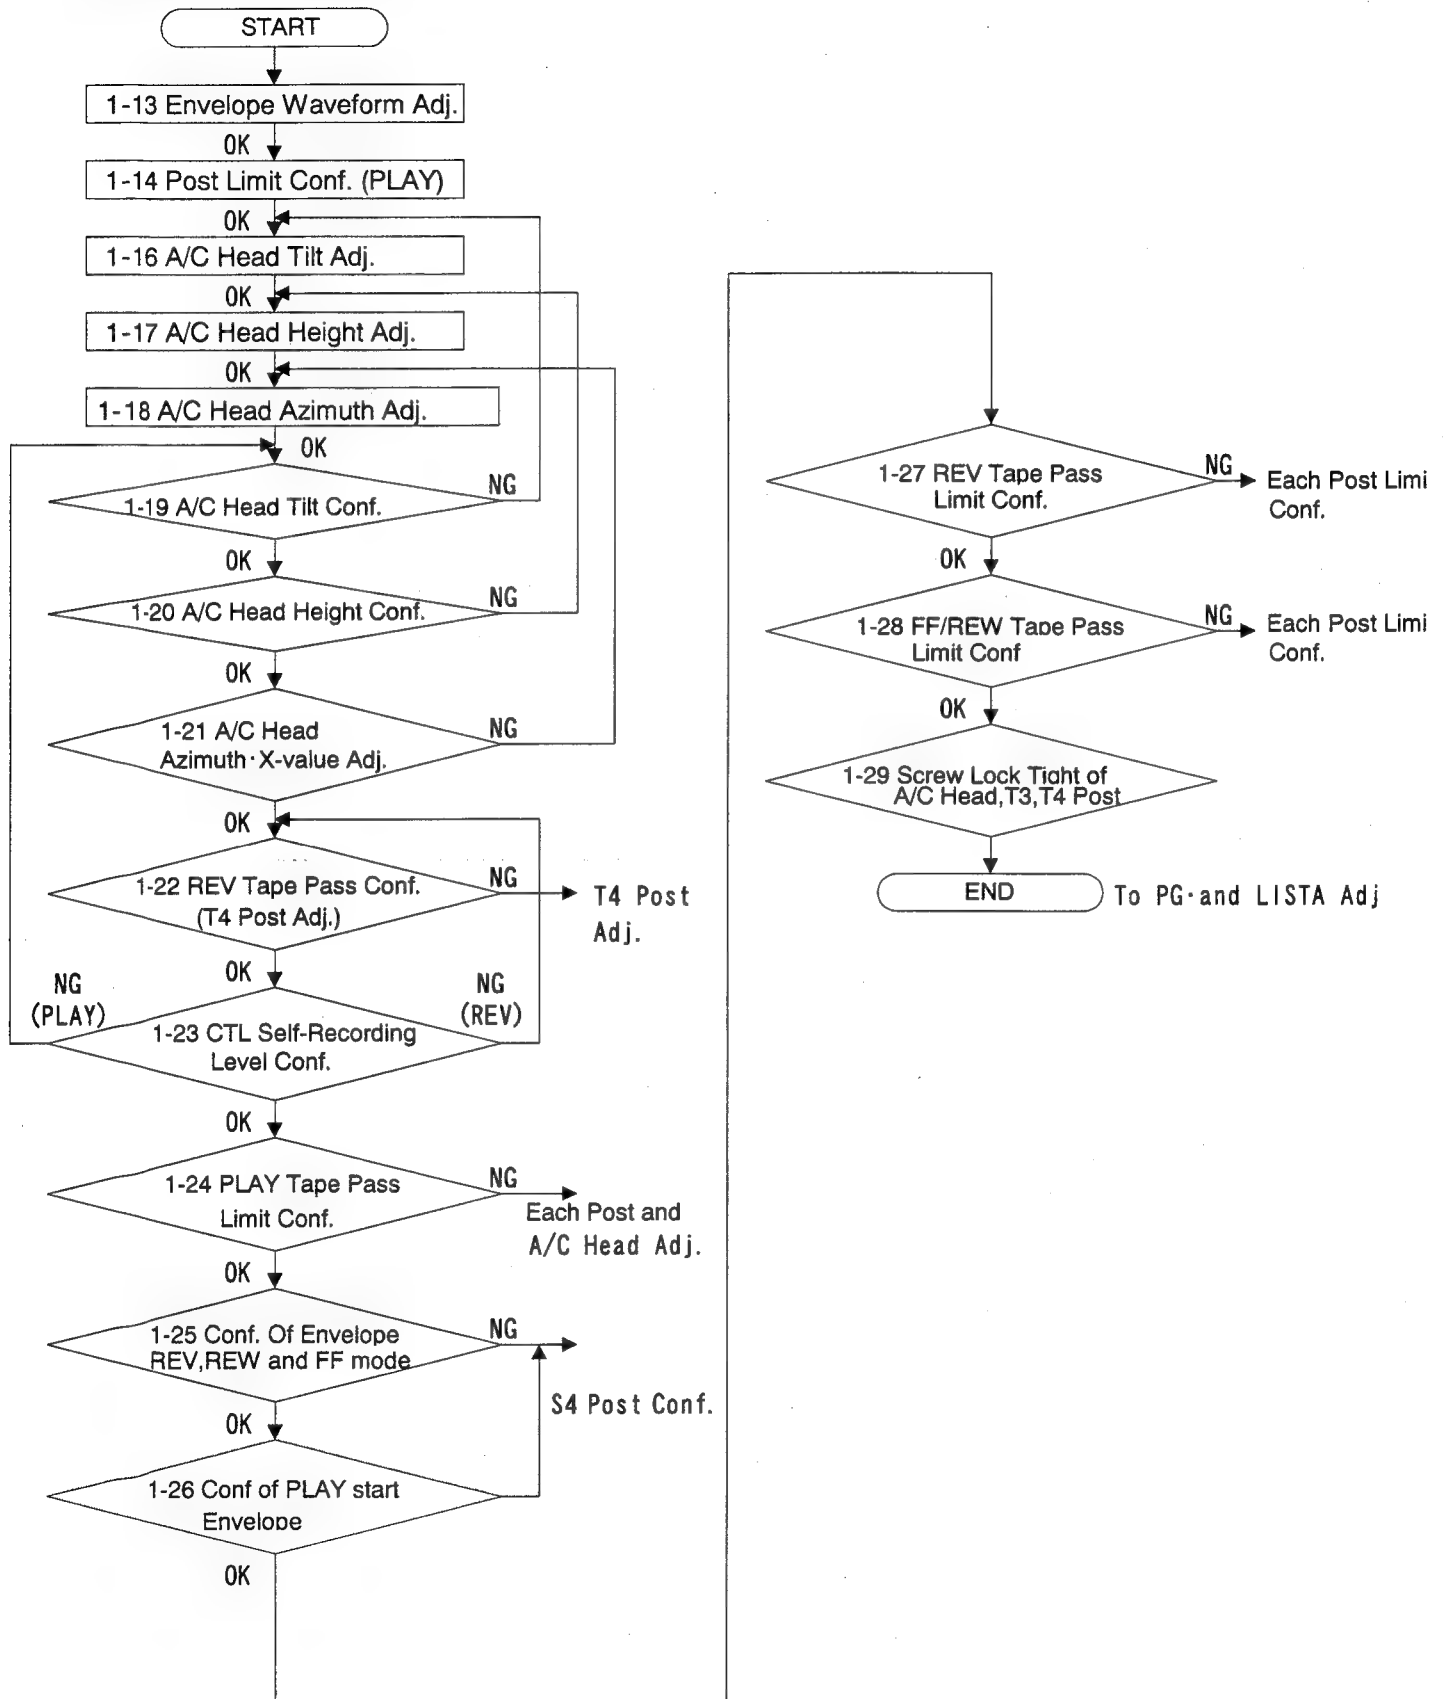 START
1-13 Envelope Waveform Adj.
OK
1-14 Post Limit Conf. (PLAY)
OK
1-16 A/C Head Tilt Adj.
OK
1-17 A/C Head Height Adj.
OK
1-18 A/C Head Azimuth Adj.
OK
1-19 A/C Head Tilt Conf.
NG
OK
1-20 A/C Head Height Conf.
NG
OK
1-21 A/C Head
Azimuth·X-value Adj.
NG
OK
1-22 REV Tape Pass Conf.
(T4 Post Adj.)
NG
T4 Post
Adj.
OK
NG
(PLAY)
NG
(REV)
1-23 CTL Self-Recording
Level Conf.
OK
1-24 PLAY Tape Pass
Limit Conf.
NG
Each Post and
A/C Head Adj.
OK
1-25 Conf. Of Envelope
REV,REW and FF mode
NG
S4 Post Conf.
OK
1-26 Conf of PLAY start
Envelope
OK
1-27 REV Tape Pass
Limit Conf.
NG
Each Post Limi
Conf.
OK
1-28 FF/REW Tape Pass
Limit Conf
NG
Each Post Limi
Conf.
OK
1-29 Screw Lock Tight of
A/C Head,T3,T4 Post
END
To PG·and LISTA Adj